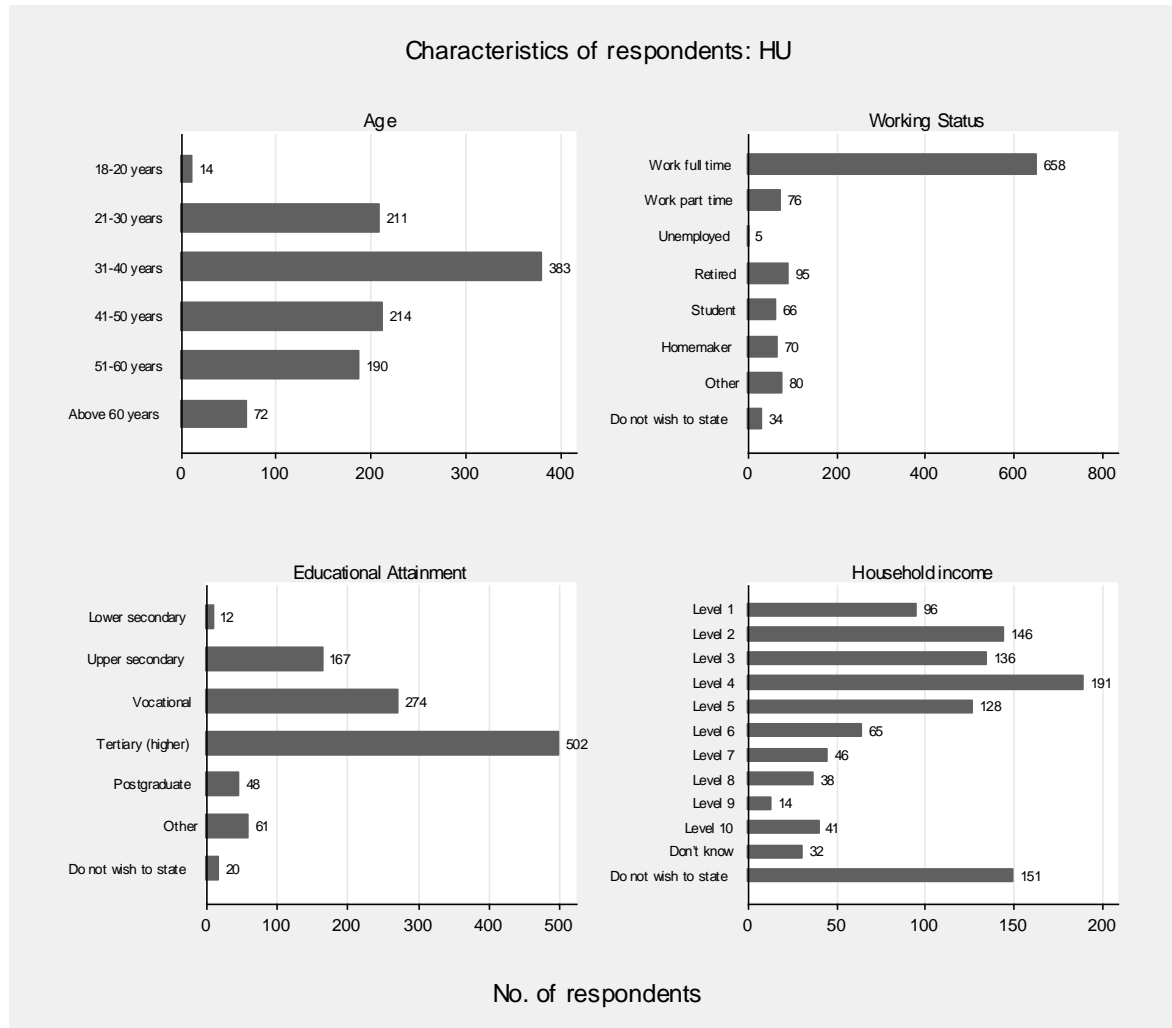 Characteristics of respondents: HU
Age
18-20 years 14
21-30 years 211
31-40 years 383
41-50 years 214
51-60 years 190
Above 60 years 72
0 100 200 300 400
Working Status
Work full time 658
Work part time 76
Unemployed 5
Retired 95
Student 66
Homemaker 70
Other 80
Do not wish to state 34
0 200 400 600 800
Educational Attainment
Lower secondary 12
Upper secondary 167
Vocational 274
Tertiary (higher) 502
Postgraduate 48
Other 61
Do not wish to state 20
0 100 200 300 400 500
Household income
Level 1 96
Level 2 146
Level 3 136
Level 4 191
Level 5 128
Level 6 65
Level 7 46
Level 8 38
Level 9 14
Level 10 41
Don't know 32
Do not wish to state 151
0 50 100 150 200
No. of respondents